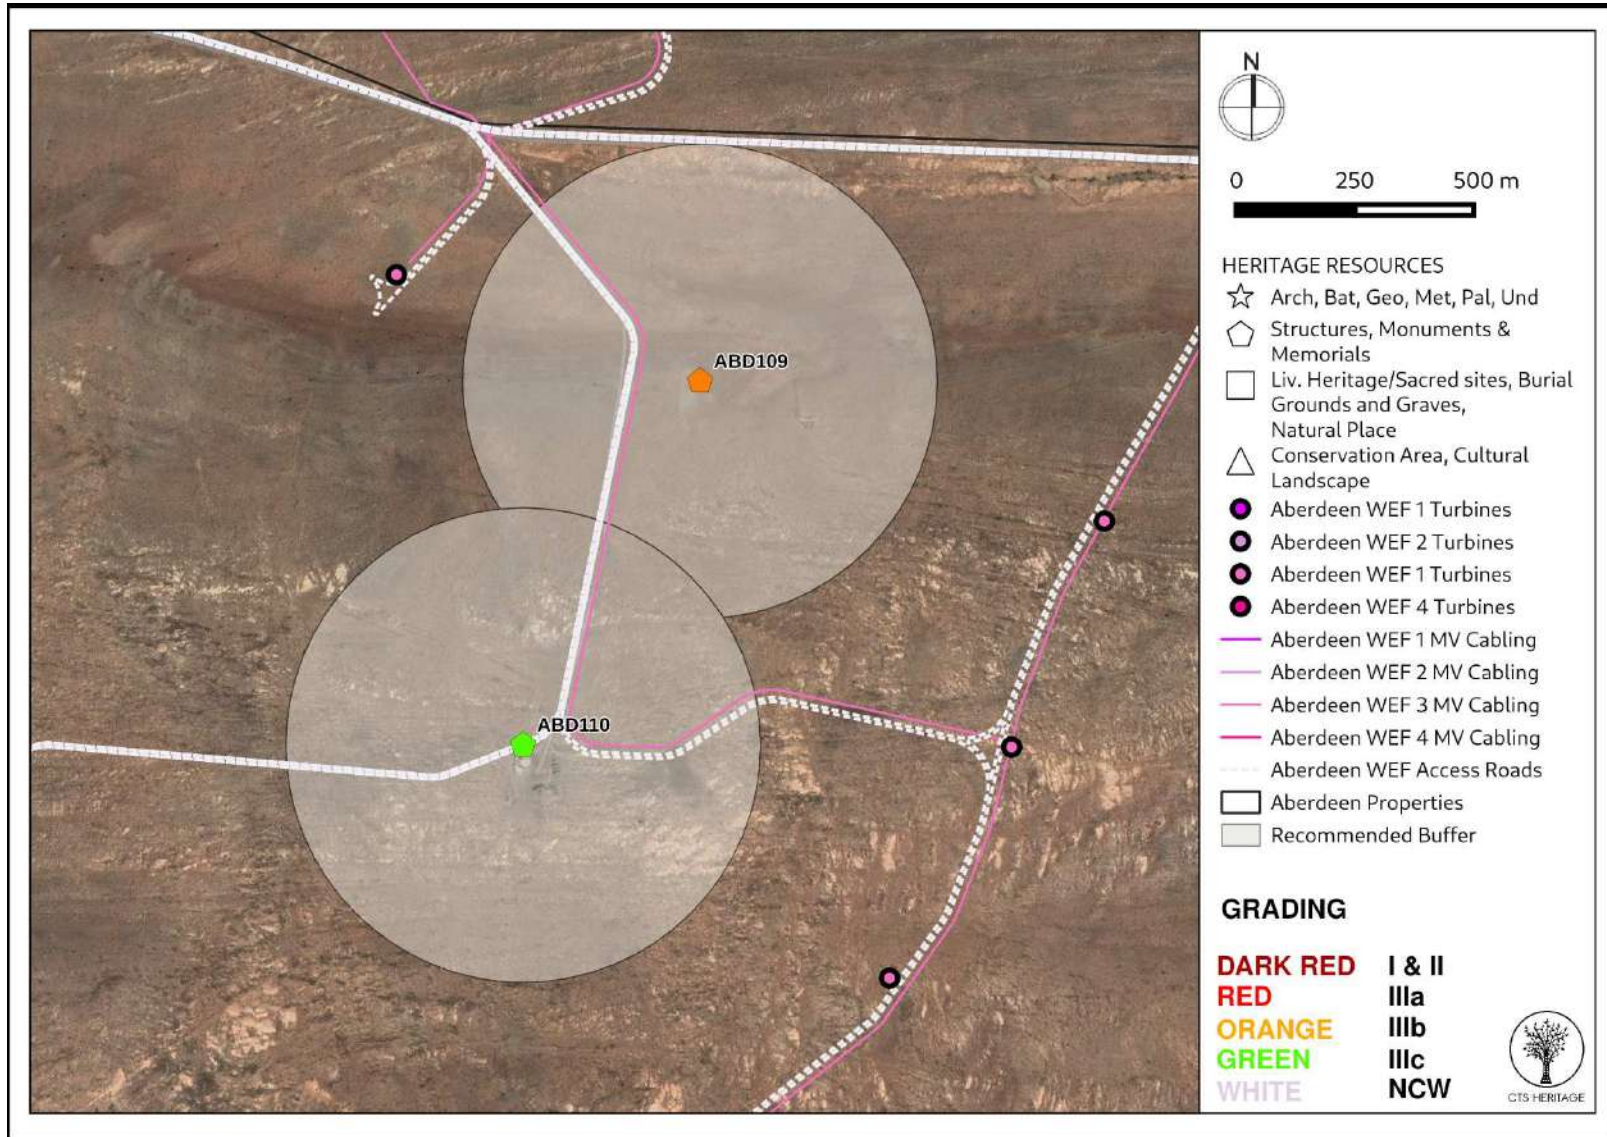 ABD109
ABD110
N
0 250 500 m
HERITAGE RESOURCES
Arch, Bat, Geo, Met, Pal, Und
Structures, Monuments &
Memorials
Liv. Heritage/Sacred sites, Burial
Grounds and Graves,
Natural Place
Conservation Area, Cultural
Landscape
Aberdeen WEF 1 Turbines
Aberdeen WEF 2 Turbines
Aberdeen WEF 1 Turbines
Aberdeen WEF 4 Turbines
Aberdeen WEF 1 MV Cabling
Aberdeen WEF 2 MV Cabling
Aberdeen WEF 3 MV Cabling
Aberdeen WEF 4 MV Cabling
Aberdeen WEF Access Roads
Aberdeen Properties
Recommended Buffer
GRADING
DARK RED I & II
RED IIIa
ORANGE IIIb
GREEN IIIc
WHITE NCW
CTS HERITAGE